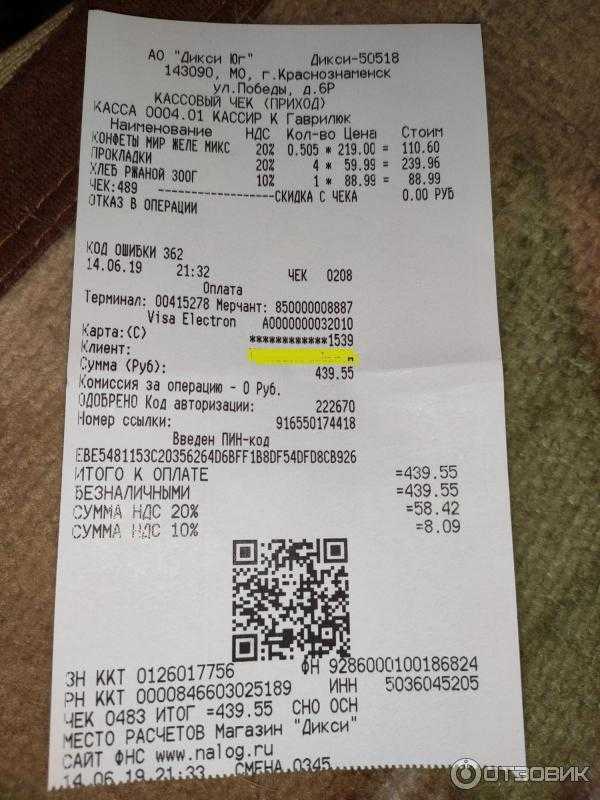 АО "Дикси Юг" Дикси-50518
143090, МО, г.Краснознаменск
ул.Победы, д.6Р
КАССОВЫЙ ЧЕК (ПРИХОД)
КАССА 0004.01 КАССИР К Гаврилюк
Наименование НДС Кол-во Цена Стоим
КОНФЕТЫ МИР ЖЕЛЕ МИКС 20% 0.505 * 219.00 = 110.60
ПРОКЛАДКИ 20% 4 * 59.99 = 239.96
ХЛЕБ РЖАНОЙ 300Г 10% 1 * 88.99 = 88.99
ЧЕК:489 ---------------СКИДКА С ЧЕКА 0.00 РУБ
ОТКАЗ В ОПЕРАЦИИ
КОД ОШИБКИ 362
14.06.19 21:32 ЧЕК 0208
Оплата
Терминал: 00415278 Мерчант: 850000008887
Visa Electron A0000000032010
Карта:(C) ************1539
Клиент:
Сумма (Руб): 439.55
Комиссия за операцию - 0 Руб.
ОДОБРЕНО Код авторизации: 222670
Номер ссылки: 916550174418
Введен ПИН-код
EBE5481153C20356264D6BFF1B8DF54DFD8CB926
ИТОГО К ОПЛАТЕ =439.55
БЕЗНАЛИЧНЫМИ =439.55
СУММА НДС 20% =58.42
СУММА НДС 10% =8.09
ЗН ККТ 0126017756 ФН 9286000100186824
РН ККТ 0000846603025189 ИНН 5036045205
ЧЕК 0483 ИТОГ =439.55 СНО ОСН
МЕСТО РАСЧЕТОВ Магазин "Дикси"
САЙТ ФНС www.nalog.ru
14.06.19 21:33 СМЕНА 0345
ОТЗОВИК